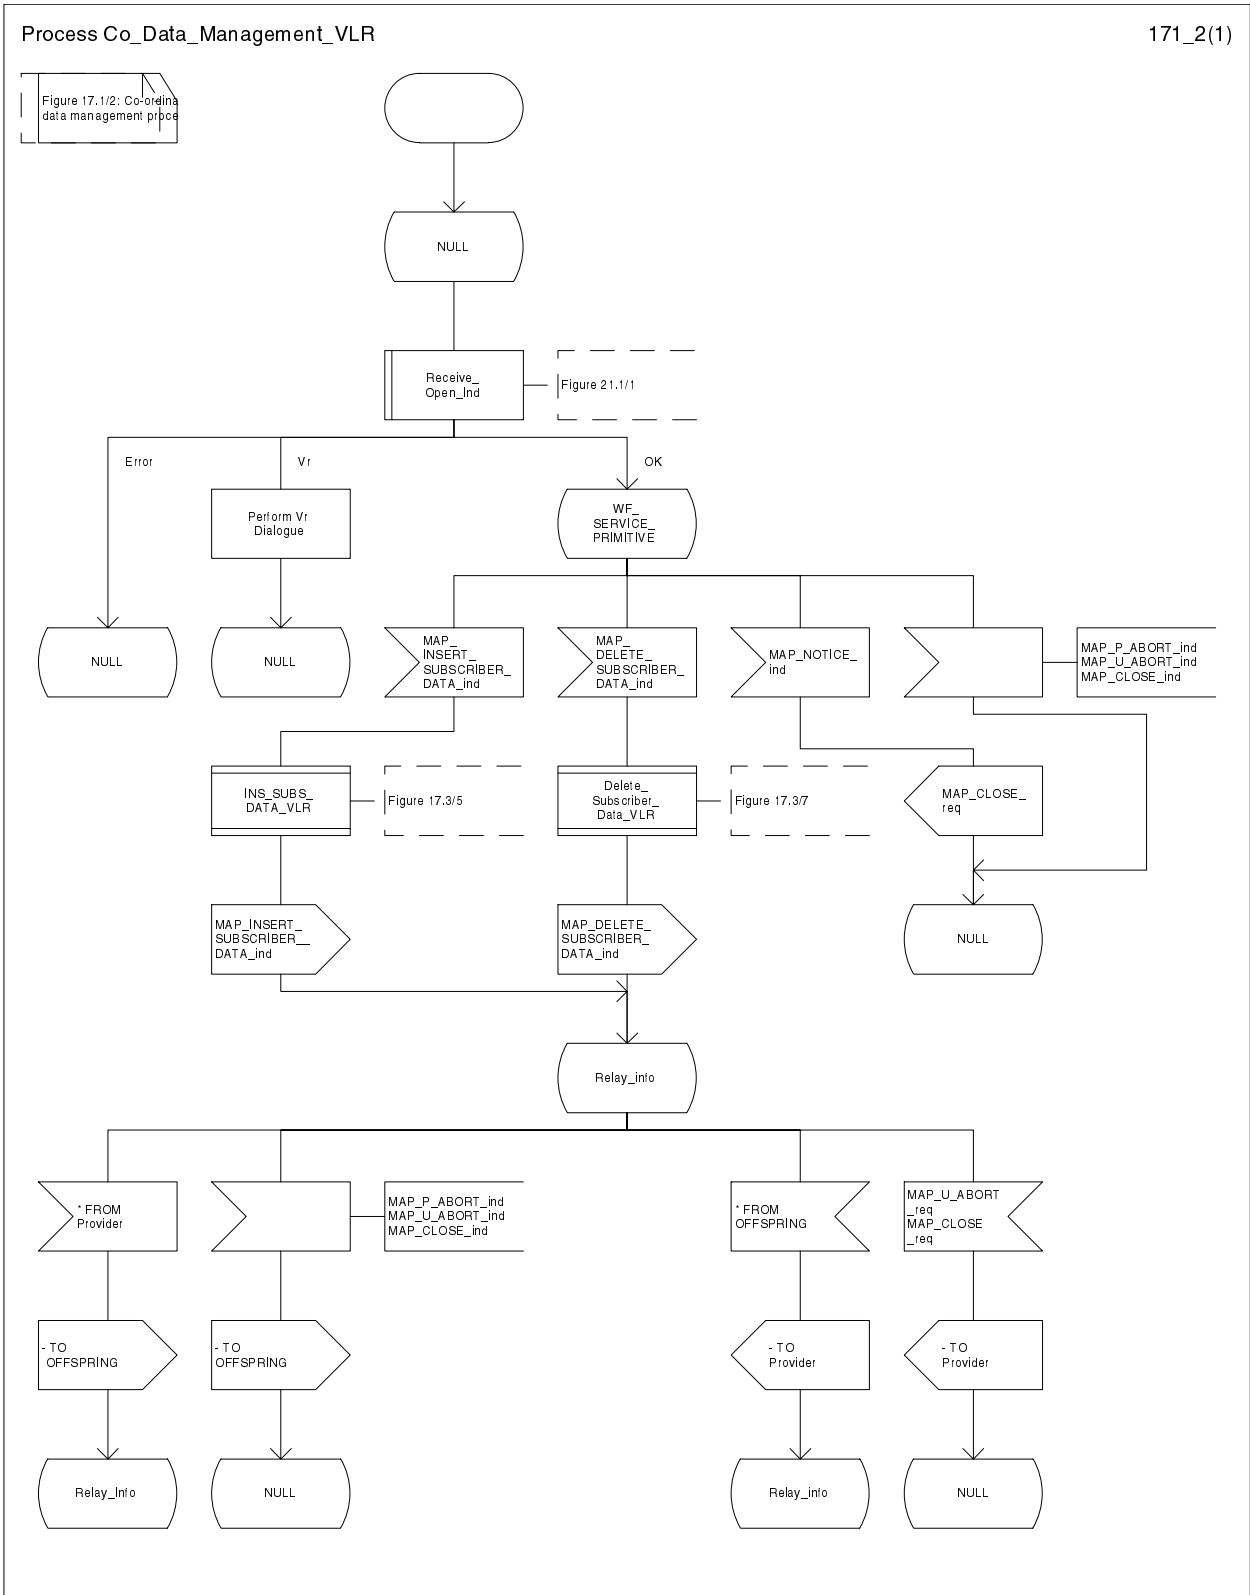 Process Co_Data_Management_VLR
171_2(1)
Figure 17.1/2: Co-ordina
data management proce
NULL
Receive_
Open_Ind
Figure 21.1/1
Error
Vr
OK
Perform Vr
Dialogue
WF_
SERVICE_
PRIMITIVE
NULL
NULL
MAP_
INSERT_
SUBSCRIBER_
DATA_ind
MAP_
DELETE_
SUBSCRIBER_
DATA_ind
MAP_NOTICE_
ind
MAP_P_ABORT_ind
MAP_U_ABORT_ind
MAP_CLOSE_ind
INS_SUBS_
DATA_VLR
Figure 17.3/5
Delete_
Subscriber_
Data_VLR
Figure 17.3/7
MAP_CLOSE_
req
MAP_INSERT_
SUBSCRIBER__
DATA_ind
MAP_DELETE_
SUBSCRIBER_
DATA_ind
NULL
Relay_info
* FROM
Provider
MAP_P_ABORT_ind
MAP_U_ABORT_ind
MAP_CLOSE_ind
* FROM
OFFSPRING
MAP_U_ABORT
_req
MAP_CLOSE
_req
- TO
OFFSPRING
- TO
OFFSPRING
- TO
Provider
- TO
Provider
Relay_Info
NULL
Relay_info
NULL